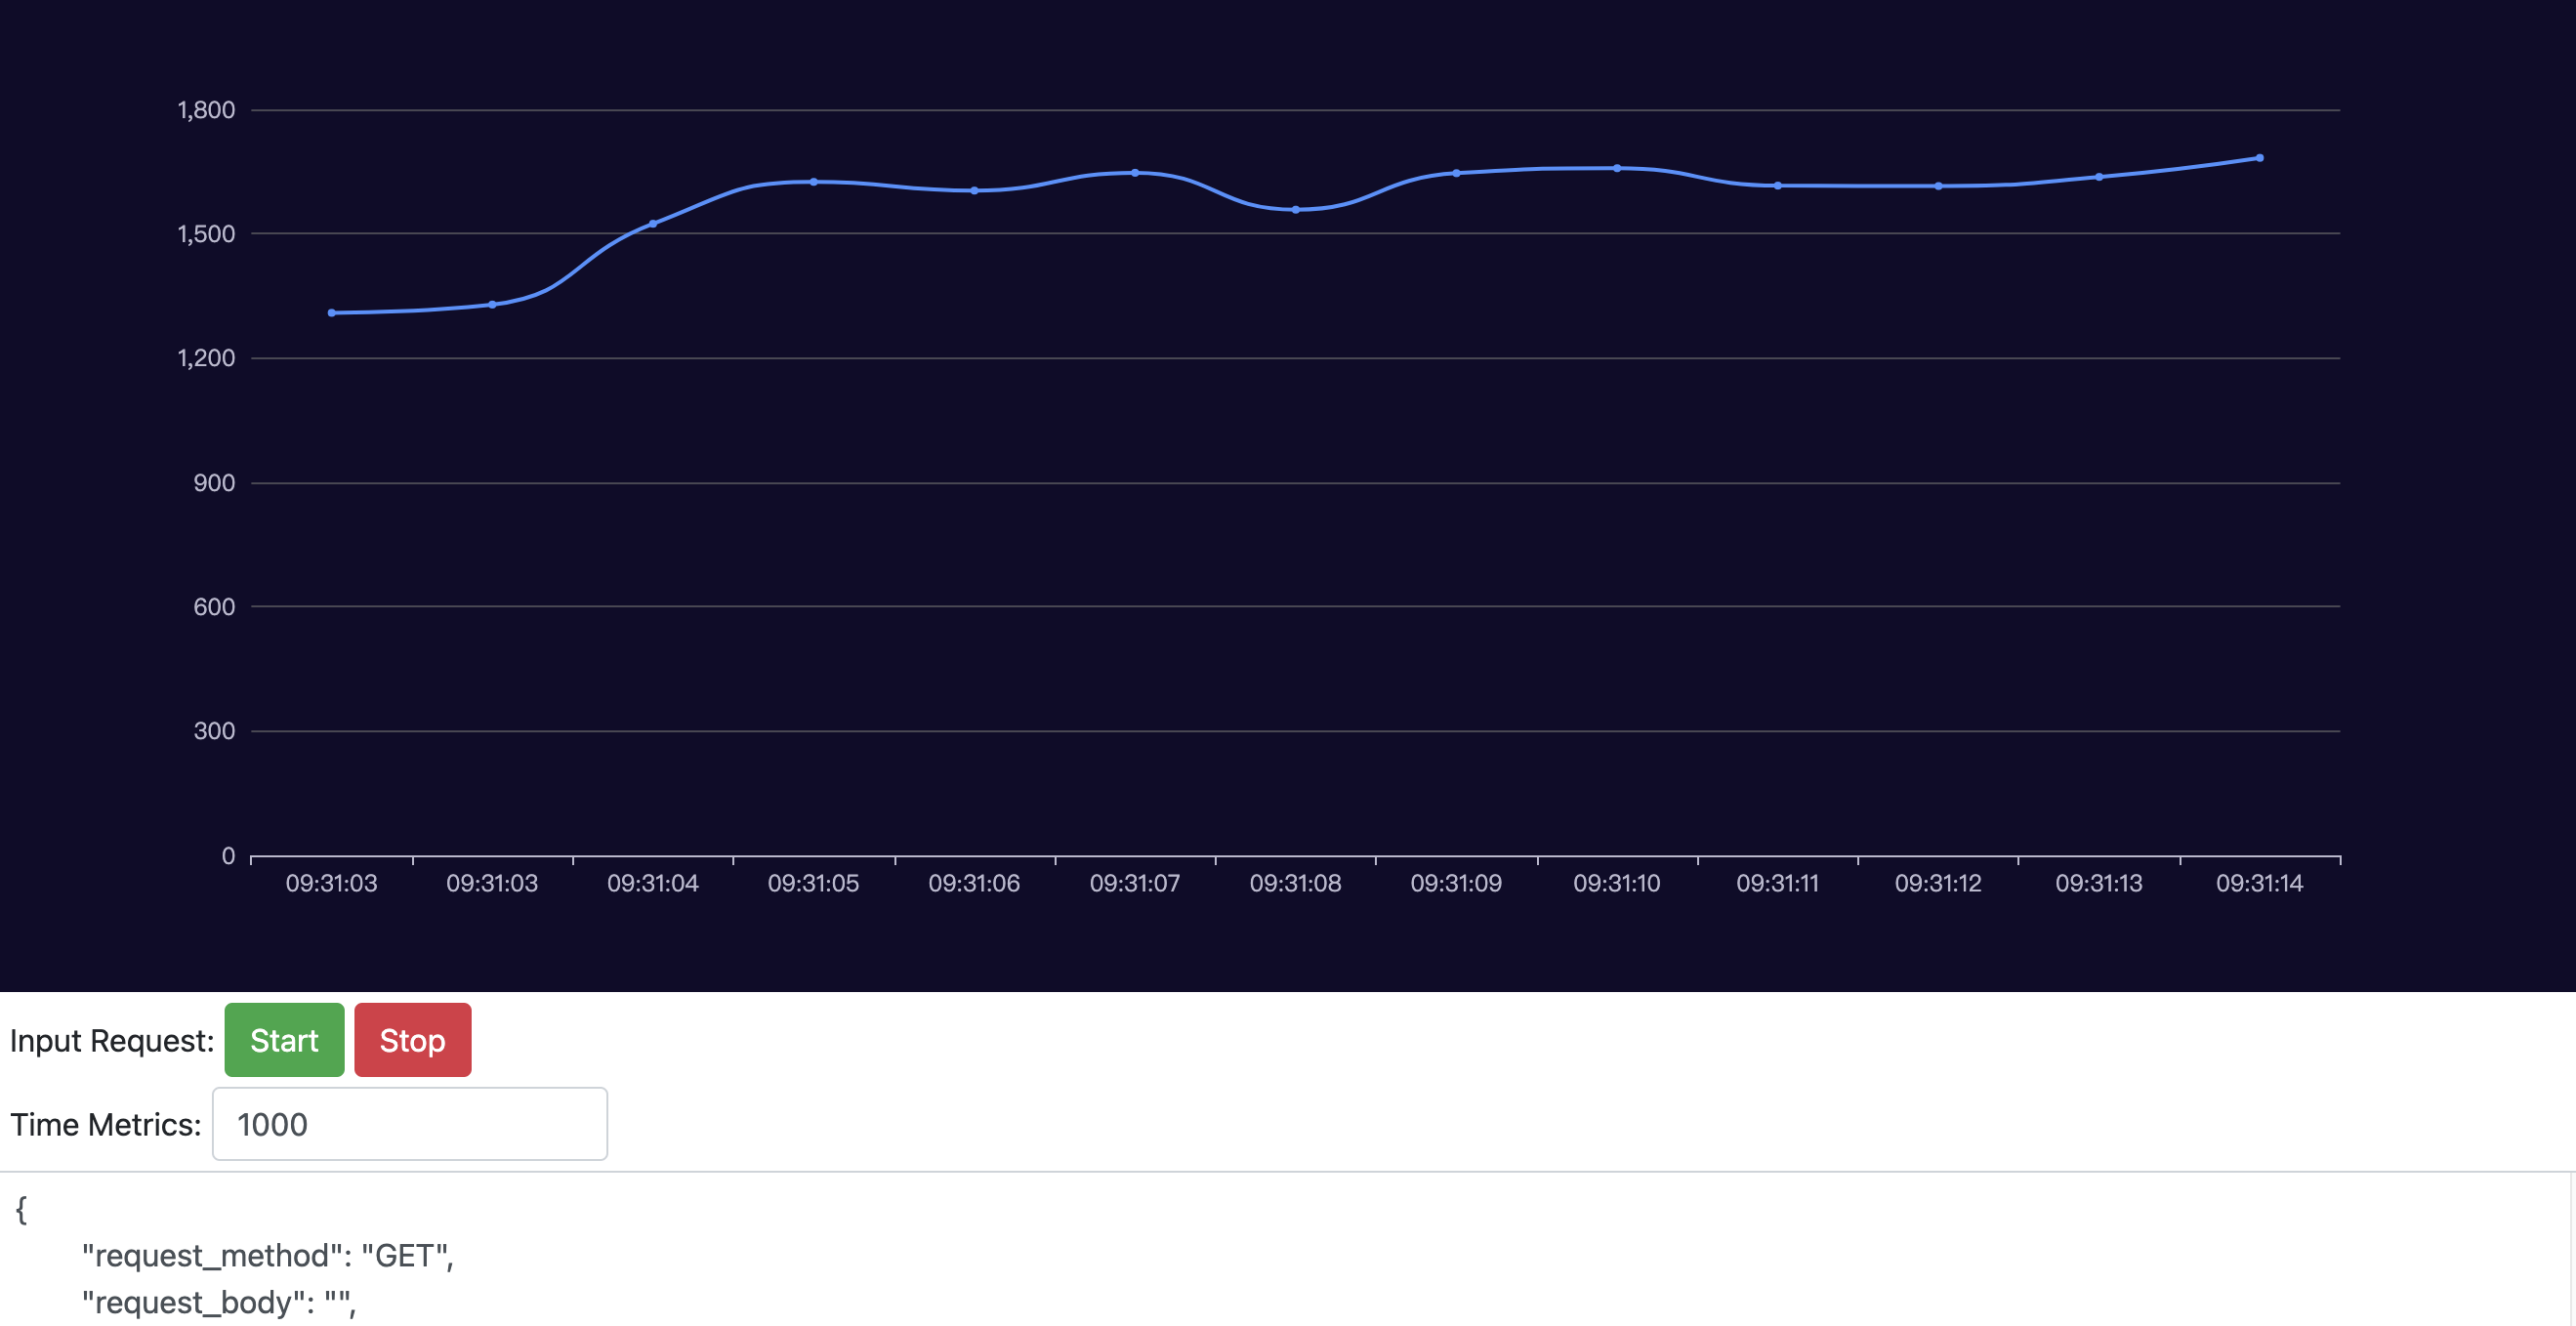 1,800
1,500
1,200
900
600
300
0
09:31:03 09:31:03 09:31:04 09:31:05 09:31:06 09:31:07 09:31:08 09:31:09 09:31:10 09:31:11 09:31:12 09:31:13 09:31:14
Input Request: Start Stop
Time Metrics: 1000
{
"request_method": "GET",
"request_body": "",